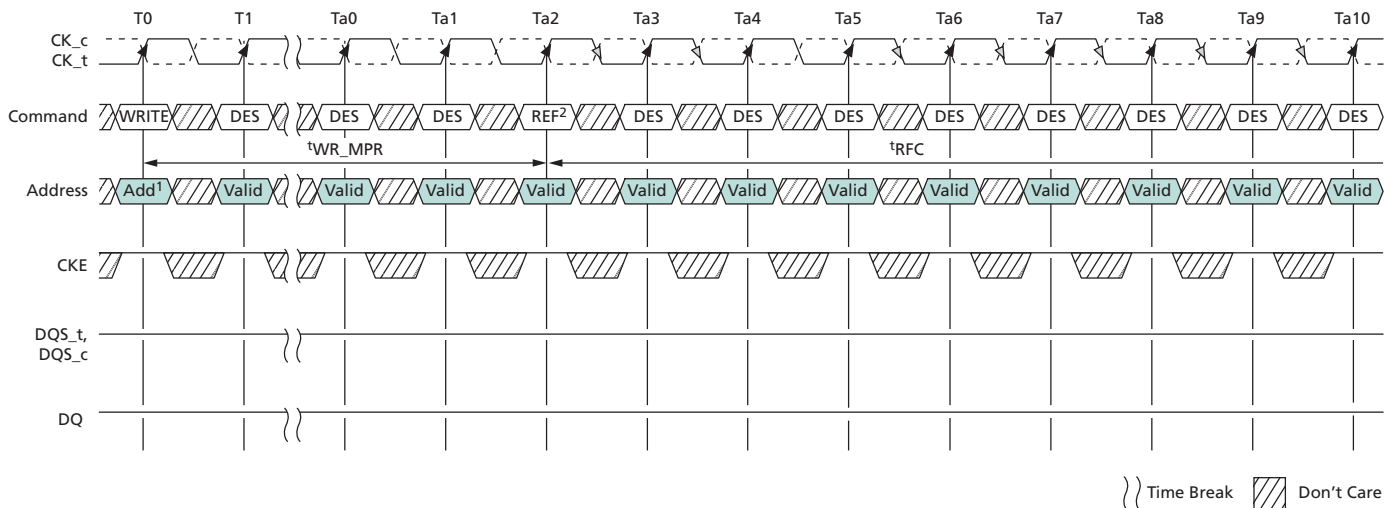 T0 T1 Ta0 Ta1 Ta2 Ta3 Ta4 Ta5 Ta6 Ta7 Ta8 Ta9 Ta10
CK_c
CK_t
Command WRITE DES DES DES REF² DES DES DES DES DES DES DES DES
ᵗWR_MPR ᵗRFC
Address Add¹ Valid Valid Valid Valid Valid Valid Valid Valid Valid Valid Valid Valid
CKE
DQS_t,
DQS_c
DQ
Time Break Don't Care